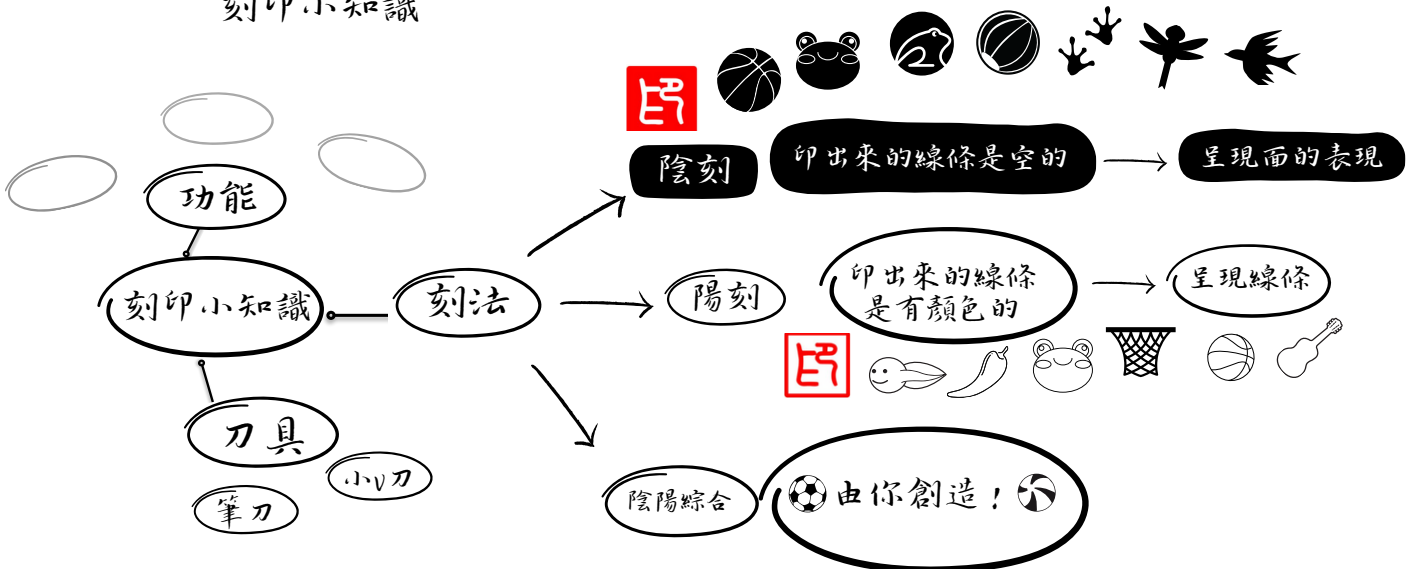 刻印小知識
印
陰刻
印出來的線條是空的
呈現面的表現
功能
刻印小知識
刻法
陽刻
印出來的線條
是有顏色的
呈現線條
印
刀具
小V刀
筆刀
陰陽綜合
由你創造!